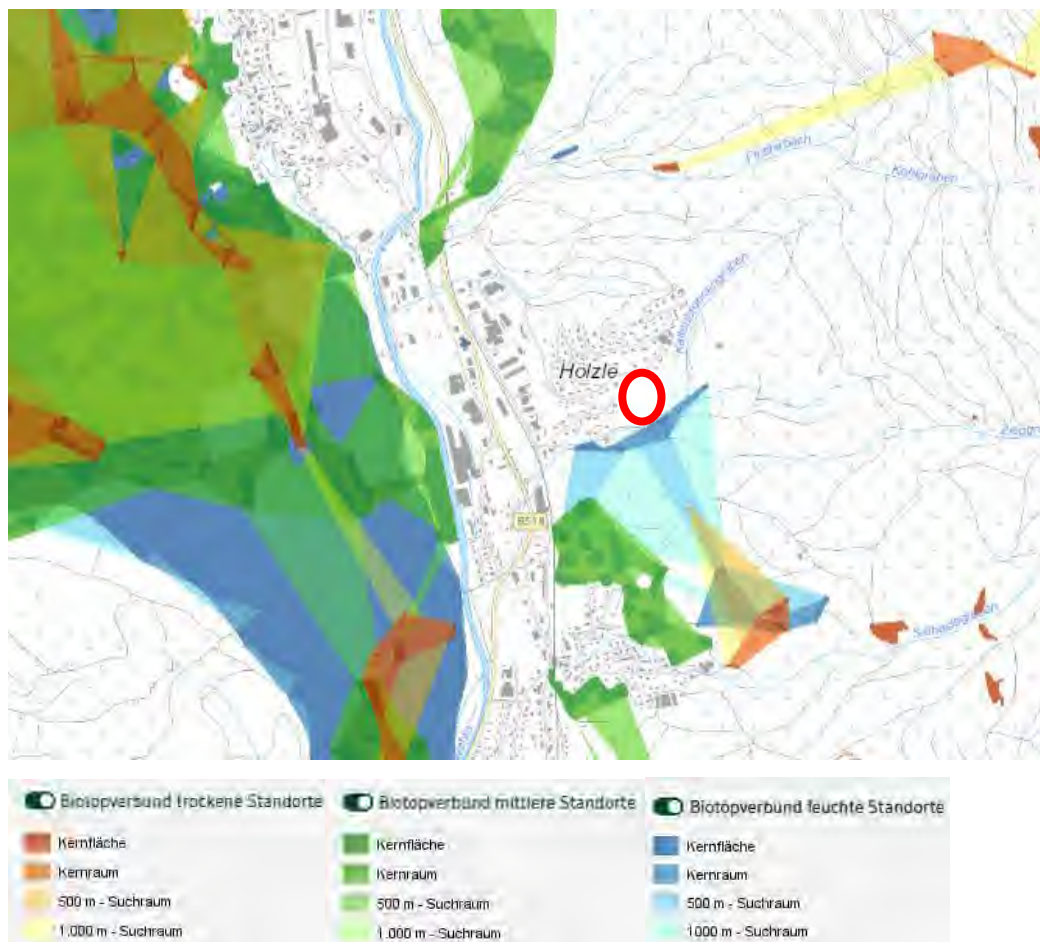 Holzle
B518
Biotopverbund trockene Standorte
Kernfläche
Kernraum
500 m - Suchraum
1.000 m - Suchraum
Biotopverbund mittlere Standorte
Kernfläche
Kernraum
500 m - Suchraum
1.000 m - Suchraum
Biotopverbund feuchte Standorte
Kernfläche
Kernraum
500 m - Suchraum
1000 m - Suchraum